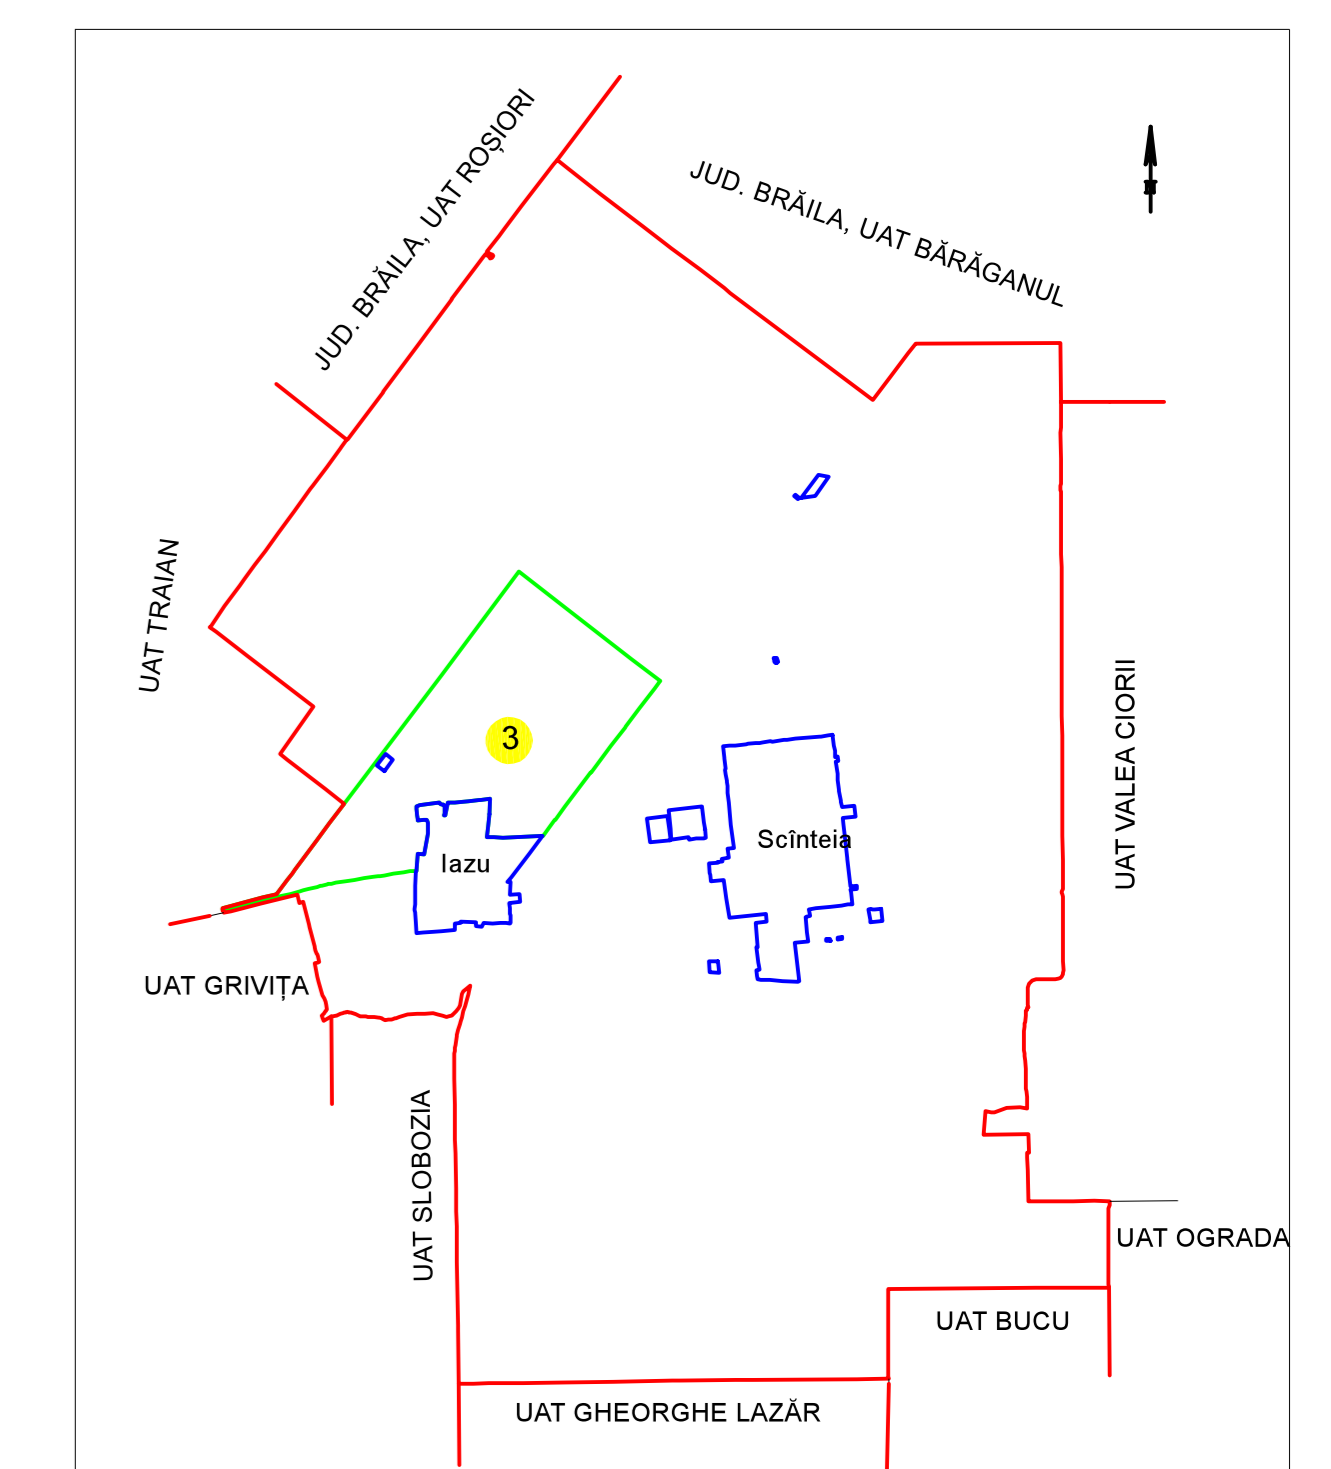 JUD. BRĂILA, UAT ROȘIORI
JUD. BRĂILA, UAT BĂRĂGANUL
UAT TRAIAN
UAT VALEA CIORII
3
Scînteia
Iazu
UAT GRIVIȚA
UAT SLOBOZIA
UAT OGRADA
UAT BUCU
UAT GHEORGHE LAZĂR